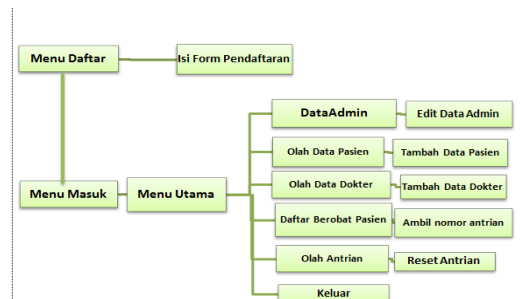 Menu Daftar
Isi Form Pendaftaran
DataAdmin
Edit Data Admin
Olah Data Pasien
Tambah Data Pasien
Menu Masuk
Menu Utama
Olah Data Dokter
Tambah Data Dokter
Daftar Berobat Pasien
Ambil nomor antrian
Olah Antrian
Reset Antrian
Keluar